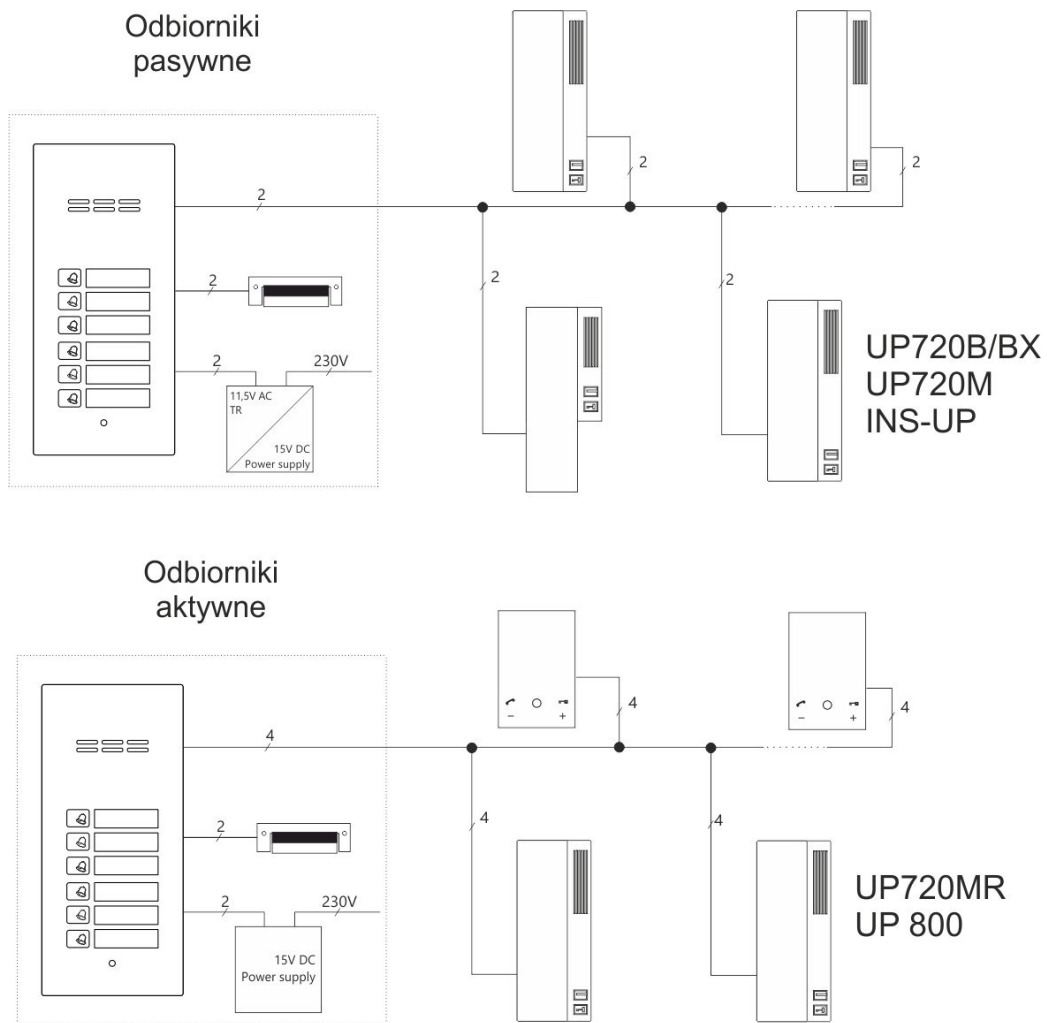 Odbiorniki
pasywne
2
2
2
2
2
230V
11,5V AC
TR
15V DC
Power supply
2
2
UP720B/BX
UP720M
INS-UP
Odbiorniki
aktywne
4
4
4
2
2
230V
15V DC
Power supply
- +
- +
4
4
UP720MR
UP 800